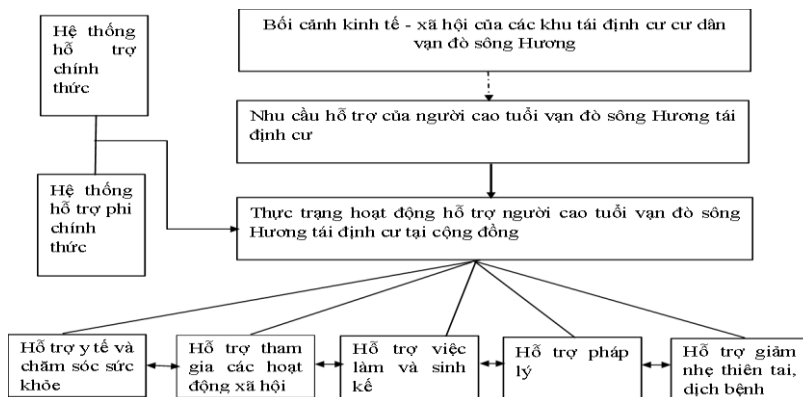 Hệ thống
hỗ trợ
chính
thức
Bối cảnh kinh tế - xã hội của các khu tái định cư cư dân
vạn đò sông Hương
Nhu cầu hỗ trợ của người cao tuổi vạn đò sông Hương tái
định cư
Hệ thống
hỗ trợ phi
chính
thức
Thực trạng hoạt động hỗ trợ người cao tuổi vạn đò sông
Hương tái định cư tại cộng đồng
Hỗ trợ y tế và
chăm sóc sức
khỏe
Hỗ trợ tham
gia các hoạt
động xã hội
Hỗ trợ việc
làm và sinh
kế
Hỗ trợ pháp
lý
Hỗ trợ giảm
nhẹ thiên tai,
dịch bệnh